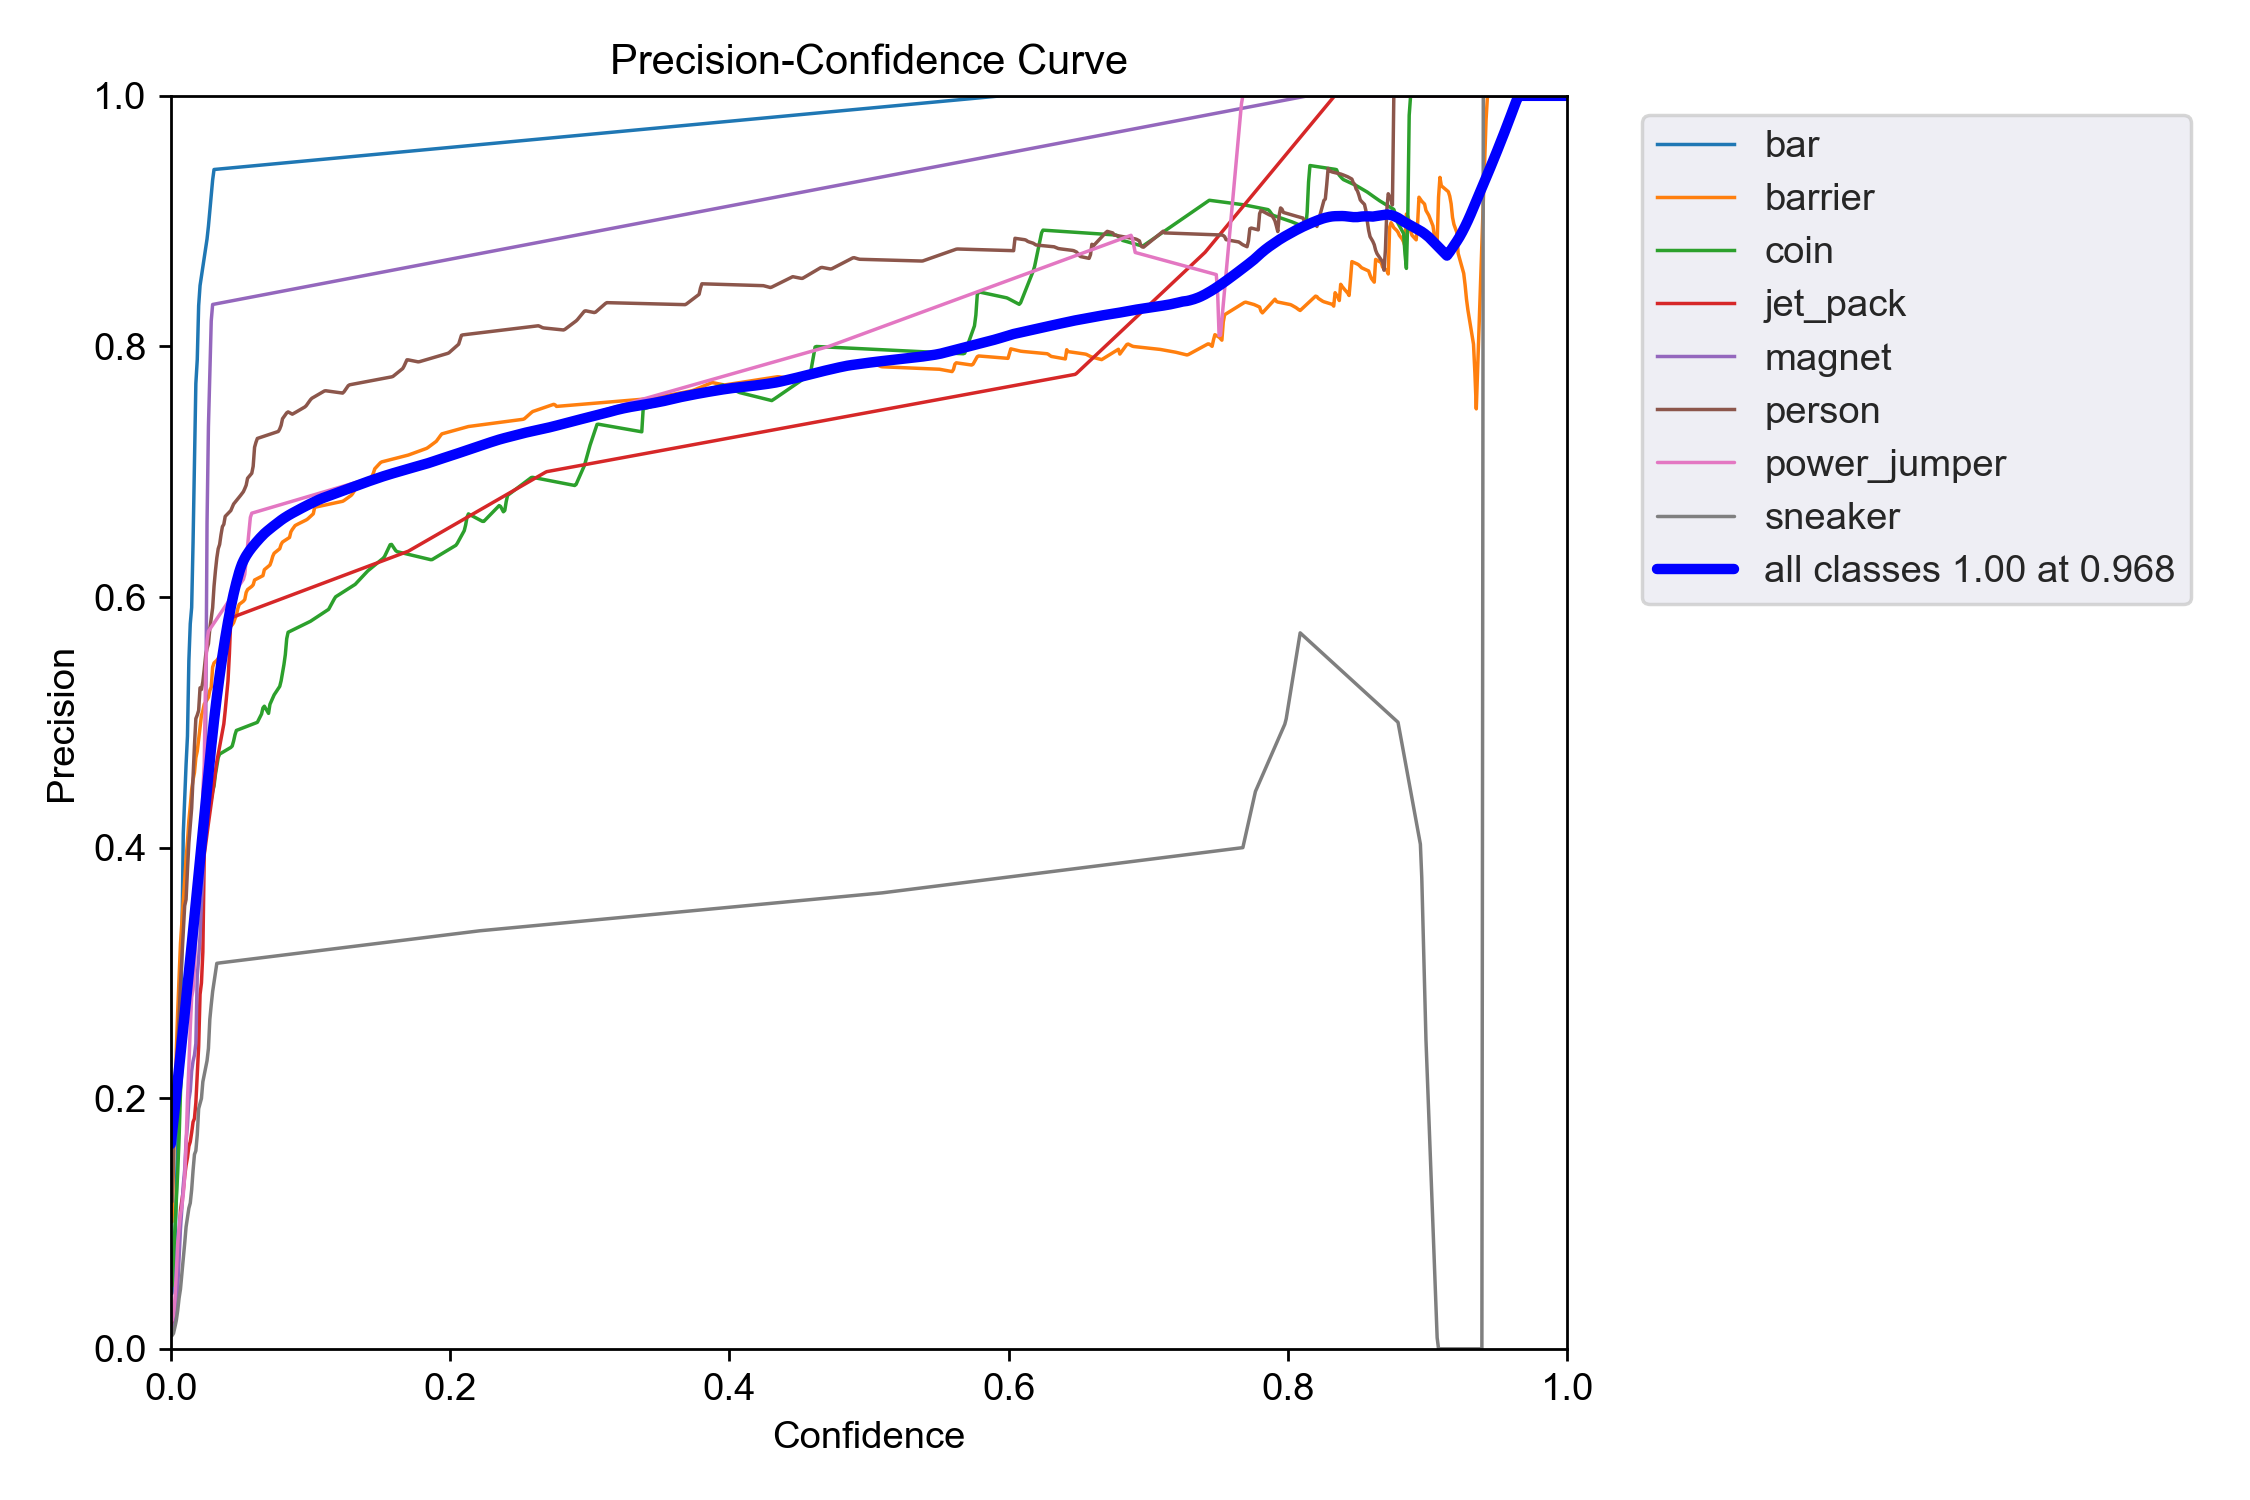 Precision-Confidence Curve
1.0
0.8
0.6
0.4
0.2
0.0
Precision
0.0 0.2 0.4 0.6 0.8 1.0
Confidence
bar
barrier
coin
jet_pack
magnet
person
power_jumper
sneaker
all classes 1.00 at 0.968